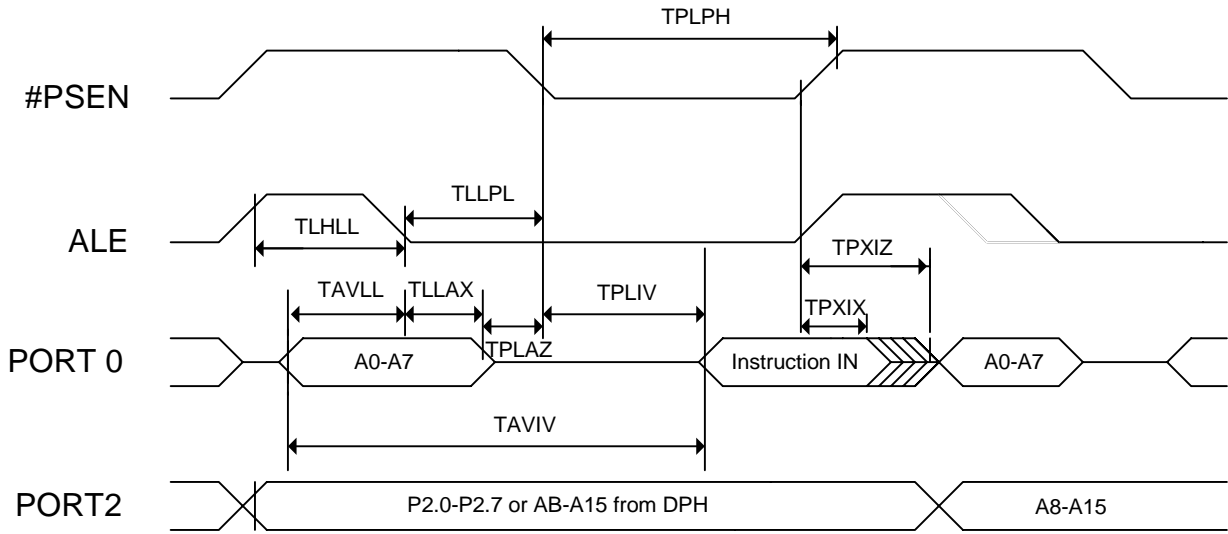 TPLPH
#PSEN
TLLPL
ALE
TLHLL
TPXIZ
TAVLL
TLLAX
TPLIV
TPXIX
PORT 0
A0-A7
TPLAZ
Instruction IN
A0-A7
TAVIV
PORT2
P2.0-P2.7 or AB-A15 from DPH
A8-A15